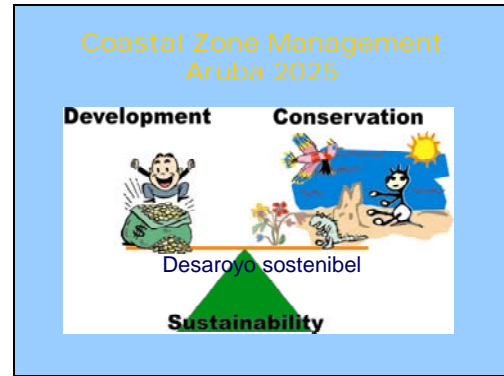 Coastal Zone Management
Aruba 2025
Development
Conservation
Desaroyo sostenibel
Sustainability